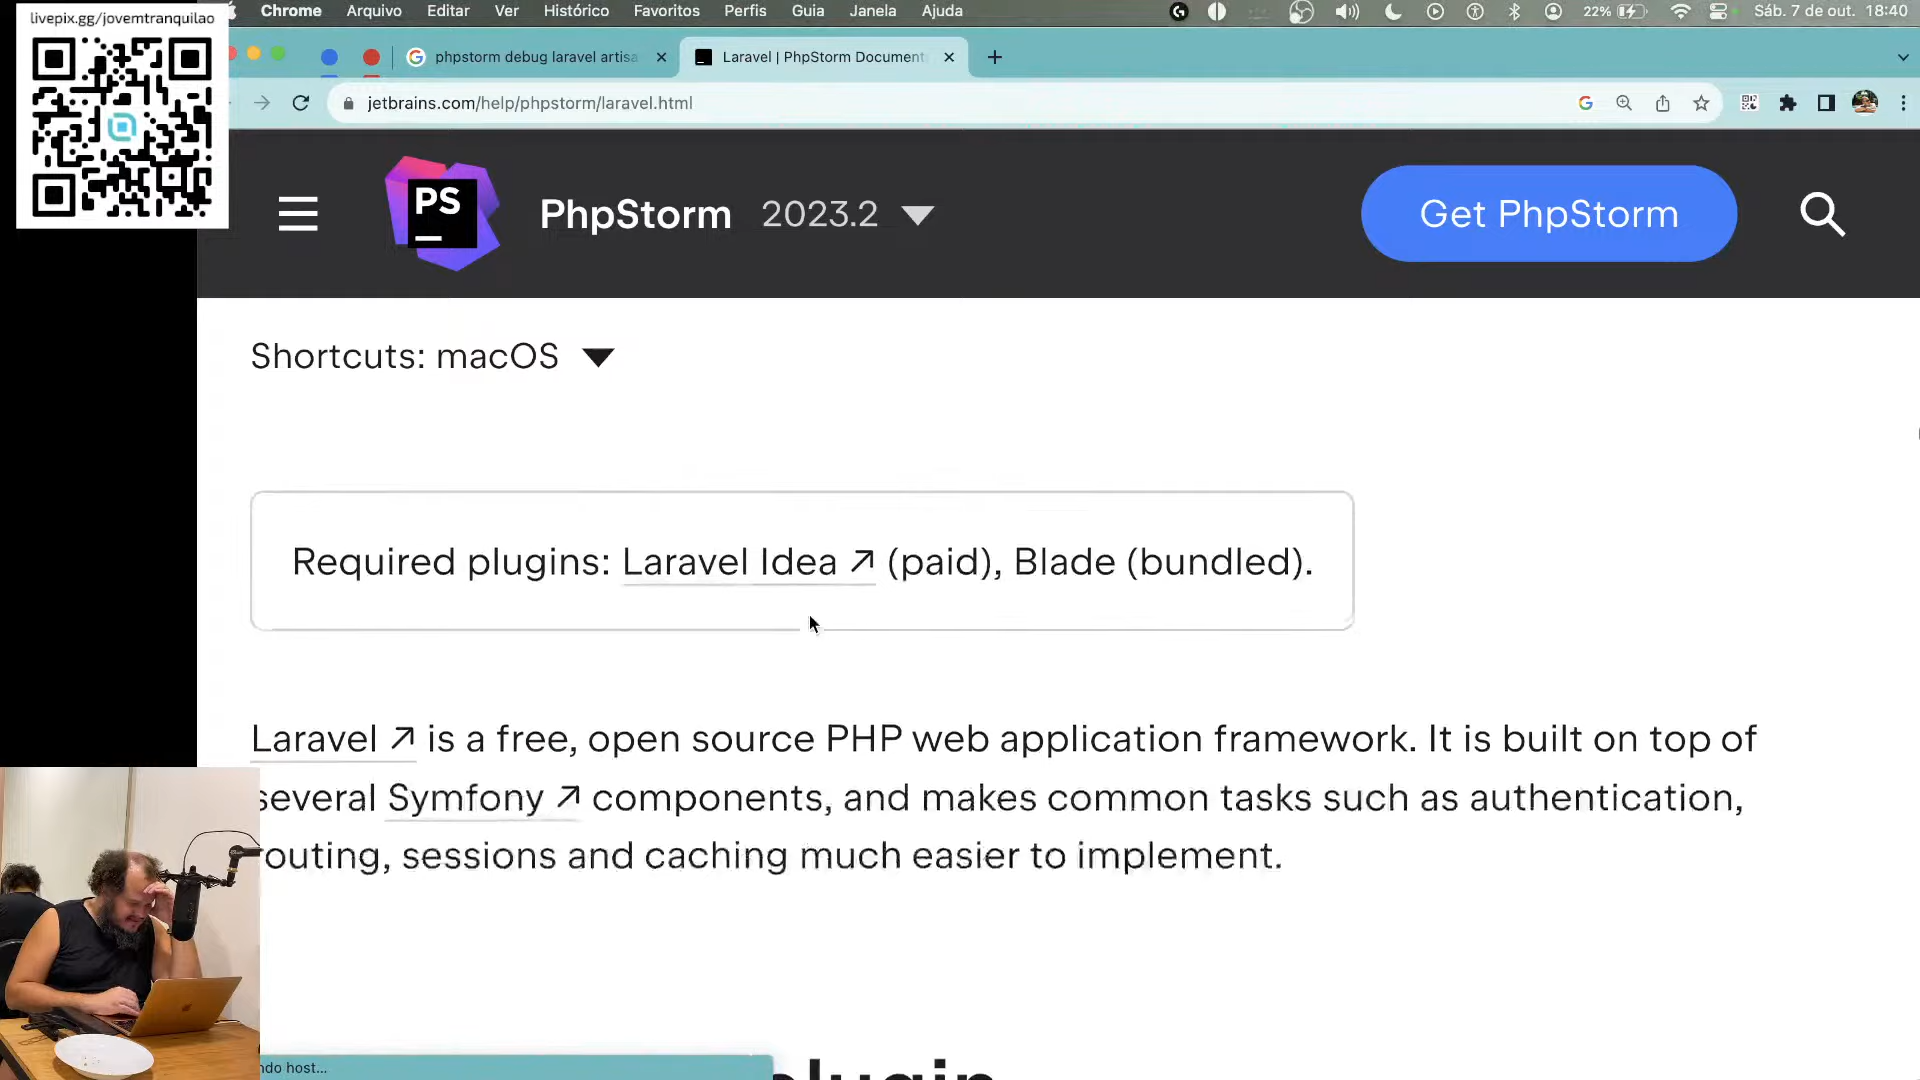 livepix.gg/jovemtranquilao
Chrome Arquivo Editar Ver Histórico Favoritos Perfis Guia Janela Ajuda
22% Sáb. 7 de out. 18:40
phpstorm debug laravel artisa
Laravel | PhpStorm Document
jetbrains.com/help/phpstorm/laravel.html
PS
PhpStorm 2023.2
Get PhpStorm
Shortcuts: macOS
Required plugins: Laravel Idea ↗ (paid), Blade (bundled).
Laravel ↗ is a free, open source PHP web application framework. It is built on top of
several Symfony ↗ components, and makes common tasks such as authentication,
routing, sessions and caching much easier to implement.
ndo host...
plugin